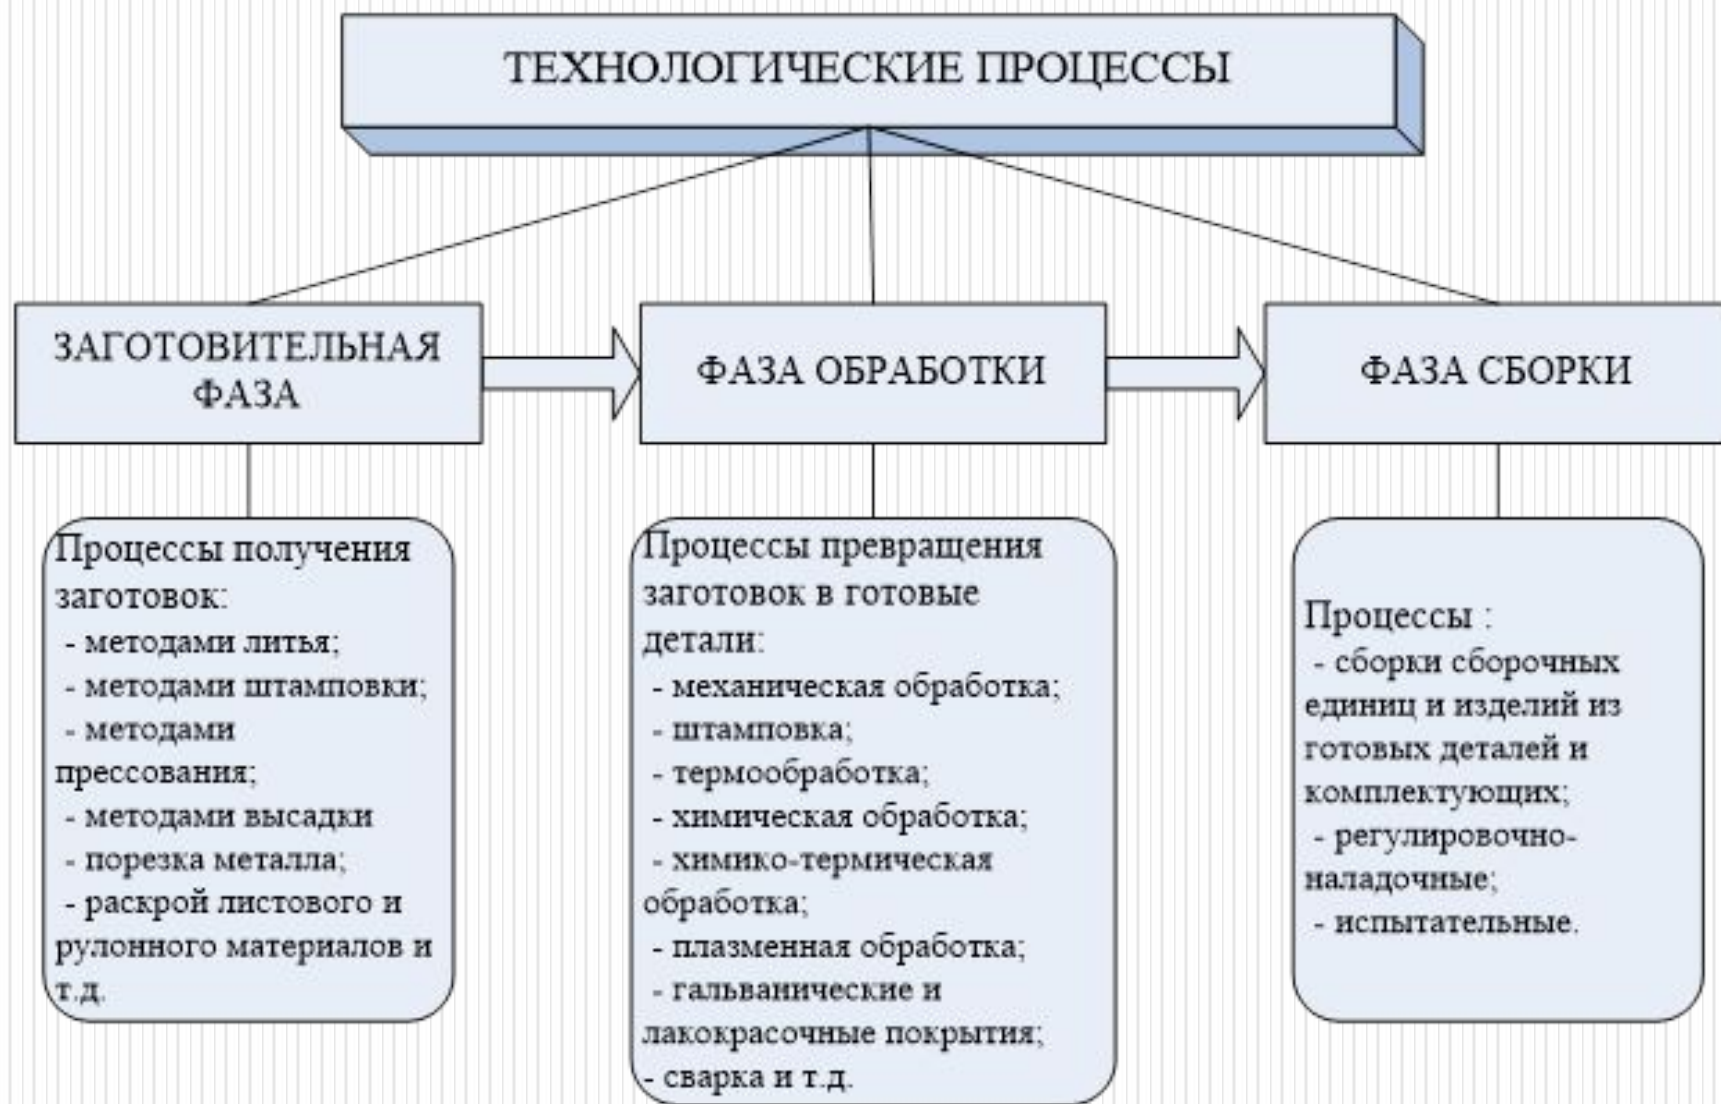 ТЕХНОЛОГИЧЕСКИЕ ПРОЦЕССЫ
ЗАГОТОВИТЕЛЬНАЯ
ФАЗА
ФАЗА ОБРАБОТКИ
ФАЗА СБОРКИ
Процессы получения
заготовок:
- методами литья;
- методами штамповки;
- методами
прессования;
- методами высадки
- порезка металла;
- раскрой листового и
рулонного материалов и
т.д.
Процессы превращения
заготовок в готовые
детали:
- механическая обработка;
- штамповка;
- термообработка;
- химическая обработка;
- химико-термическая
обработка;
- плазменная обработка;
- гальванические и
лакокрасочные покрытия;
- сварка и т.д.
Процессы :
- сборки сборочных
единиц и изделий из
готовых деталей и
комплектующих;
- регулировочно-
наладочные;
- испытательные.